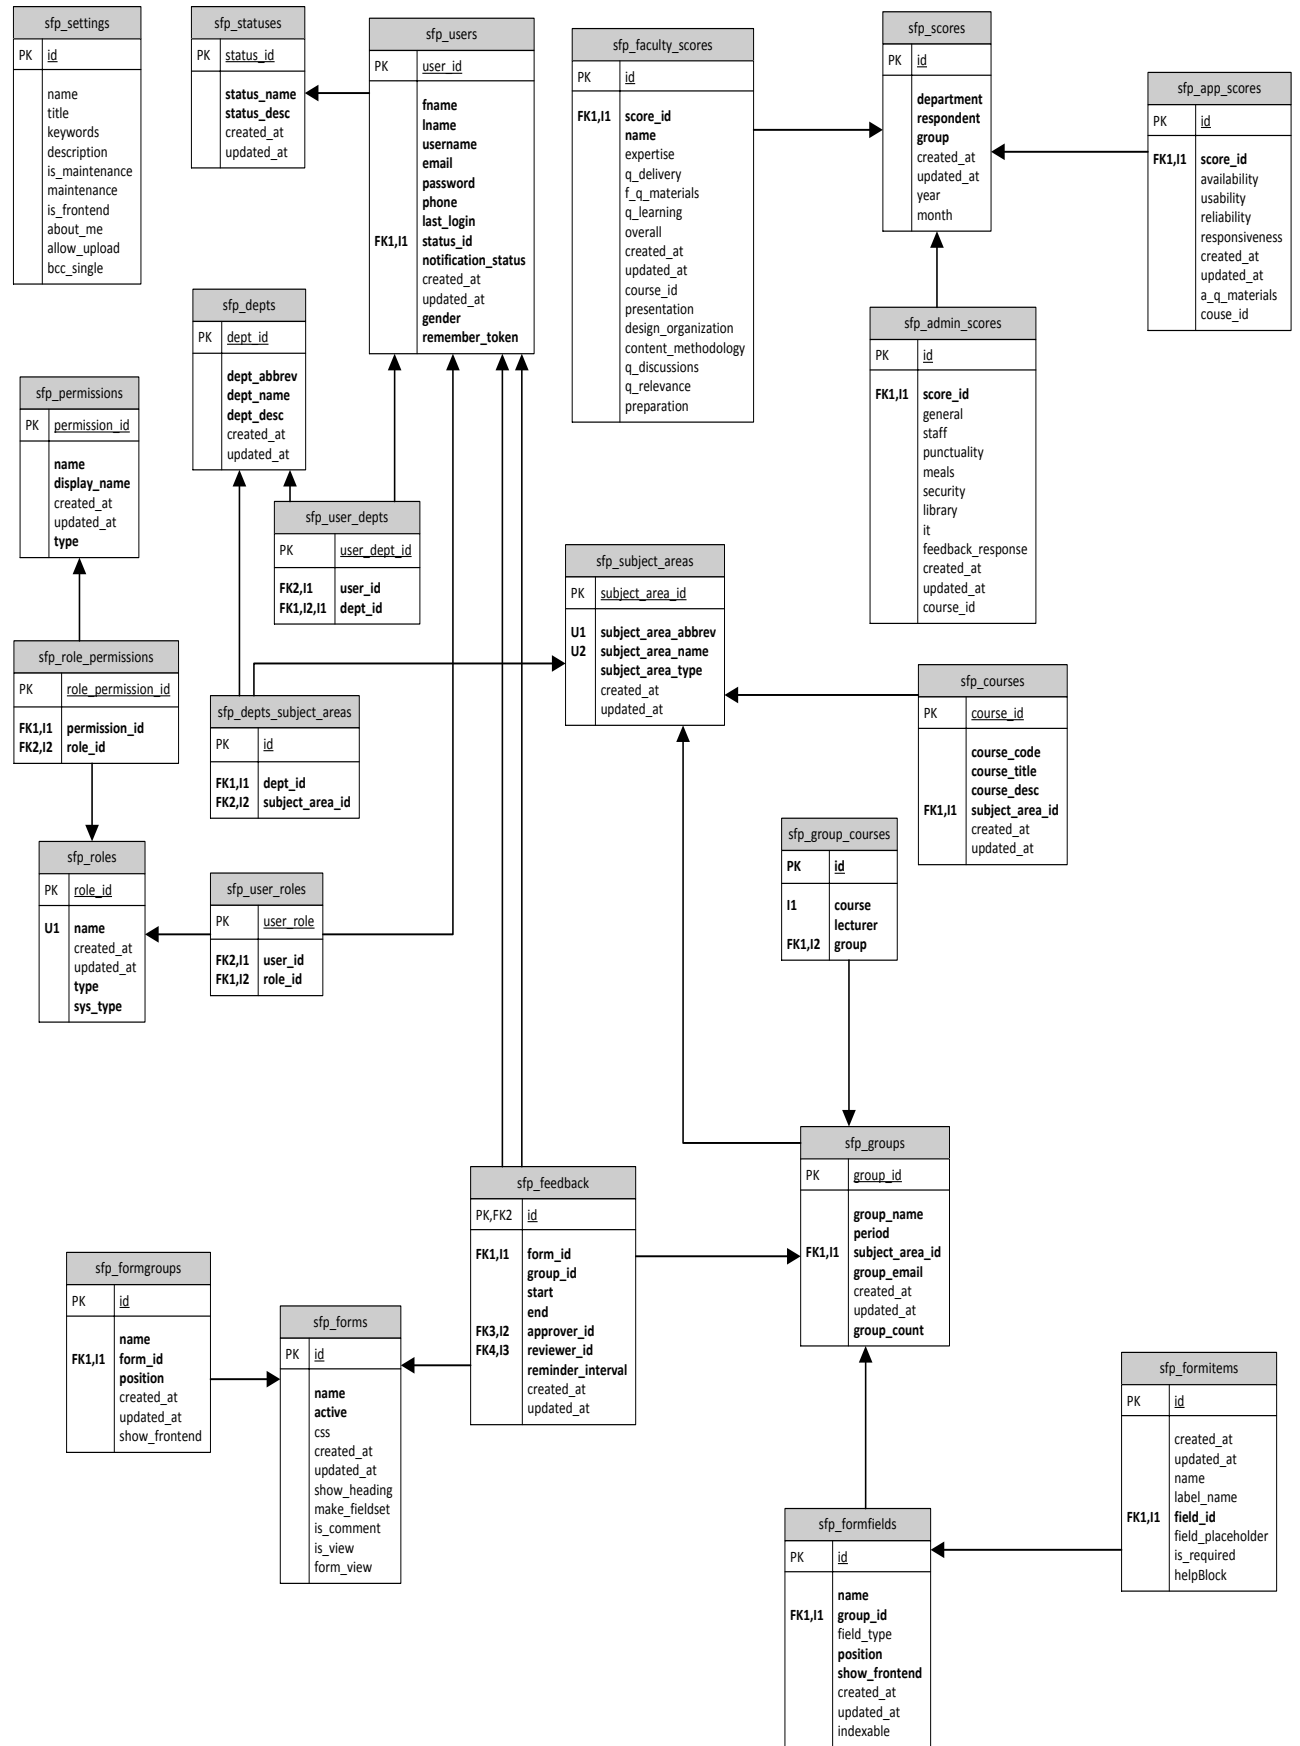 sfp_settings
PK id
name
title
keywords
description
is_maintenance
maintenance
is_frontend
about_me
allow_upload
bcc_single
sfp_statuses
PK status_id
status_name
status_desc
created_at
updated_at
sfp_users
PK user_id
fname
lname
username
email
password
phone
last_login
FK1,I1 status_id
notification_status
created_at
updated_at
gender
remember_token
sfp_faculty_scores
PK id
FK1,I1 score_id
name
expertise
q_delivery
f_q_materials
q_learning
overall
created_at
updated_at
course_id
presentation
design_organization
content_methodology
q_discussions
q_relevance
preparation
sfp_scores
PK id
department
respondent
group
created_at
updated_at
year
month
sfp_app_scores
PK id
FK1,I1 score_id
availability
usability
reliability
responsiveness
created_at
updated_at
a_q_materials
couse_id
sfp_depts
PK dept_id
dept_abbrev
dept_name
dept_desc
created_at
updated_at
sfp_admin_scores
PK id
FK1,I1 score_id
general
staff
punctuality
meals
security
library
it
feedback_response
created_at
updated_at
course_id
sfp_permissions
PK permission_id
name
display_name
created_at
updated_at
type
sfp_user_depts
PK user_dept_id
FK2,I1 user_id
FK1,I2,I1 dept_id
sfp_subject_areas
PK subject_area_id
U1 subject_area_abbrev
U2 subject_area_name
subject_area_type
created_at
updated_at
sfp_role_permissions
PK role_permission_id
FK1,I1 permission_id
FK2,I2 role_id
sfp_depts_subject_areas
PK id
FK1,I1 dept_id
FK2,I2 subject_area_id
sfp_courses
PK course_id
course_code
course_title
course_desc
FK1,I1 subject_area_id
created_at
updated_at
sfp_roles
PK role_id
U1 name
created_at
updated_at
type
sys_type
sfp_user_roles
PK user_role
FK2,I1 user_id
FK1,I2 role_id
sfp_group_courses
PK id
I1 course
lecturer
FK1,I2 group
sfp_groups
PK group_id
group_name
period
FK1,I1 subject_area_id
group_email
created_at
updated_at
group_count
sfp_feedback
PK,FK2 id
FK1,I1 form_id
group_id
start
end
FK3,I2 approver_id
FK4,I3 reviewer_id
reminder_interval
created_at
updated_at
sfp_formgroups
PK id
name
FK1,I1 form_id
position
created_at
updated_at
show_frontend
sfp_forms
PK id
name
active
css
created_at
updated_at
show_heading
make_fieldset
is_comment
is_view
form_view
sfp_formitems
PK id
created_at
updated_at
name
label_name
FK1,I1 field_id
field_placeholder
is_required
helpBlock
sfp_formfields
PK id
name
FK1,I1 group_id
field_type
position
show_frontend
created_at
updated_at
indexable